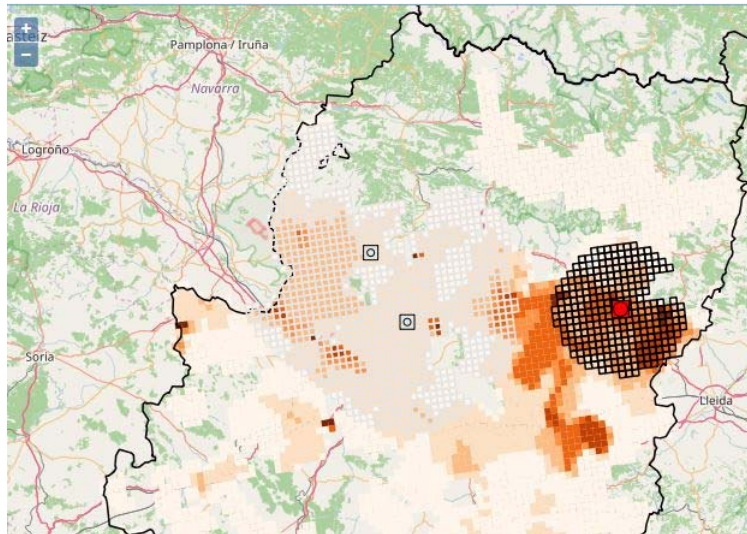 +
asteiz
−
Pamplona / Iruña
Navarra
Logroño
La Rioja
Soria
Lleida